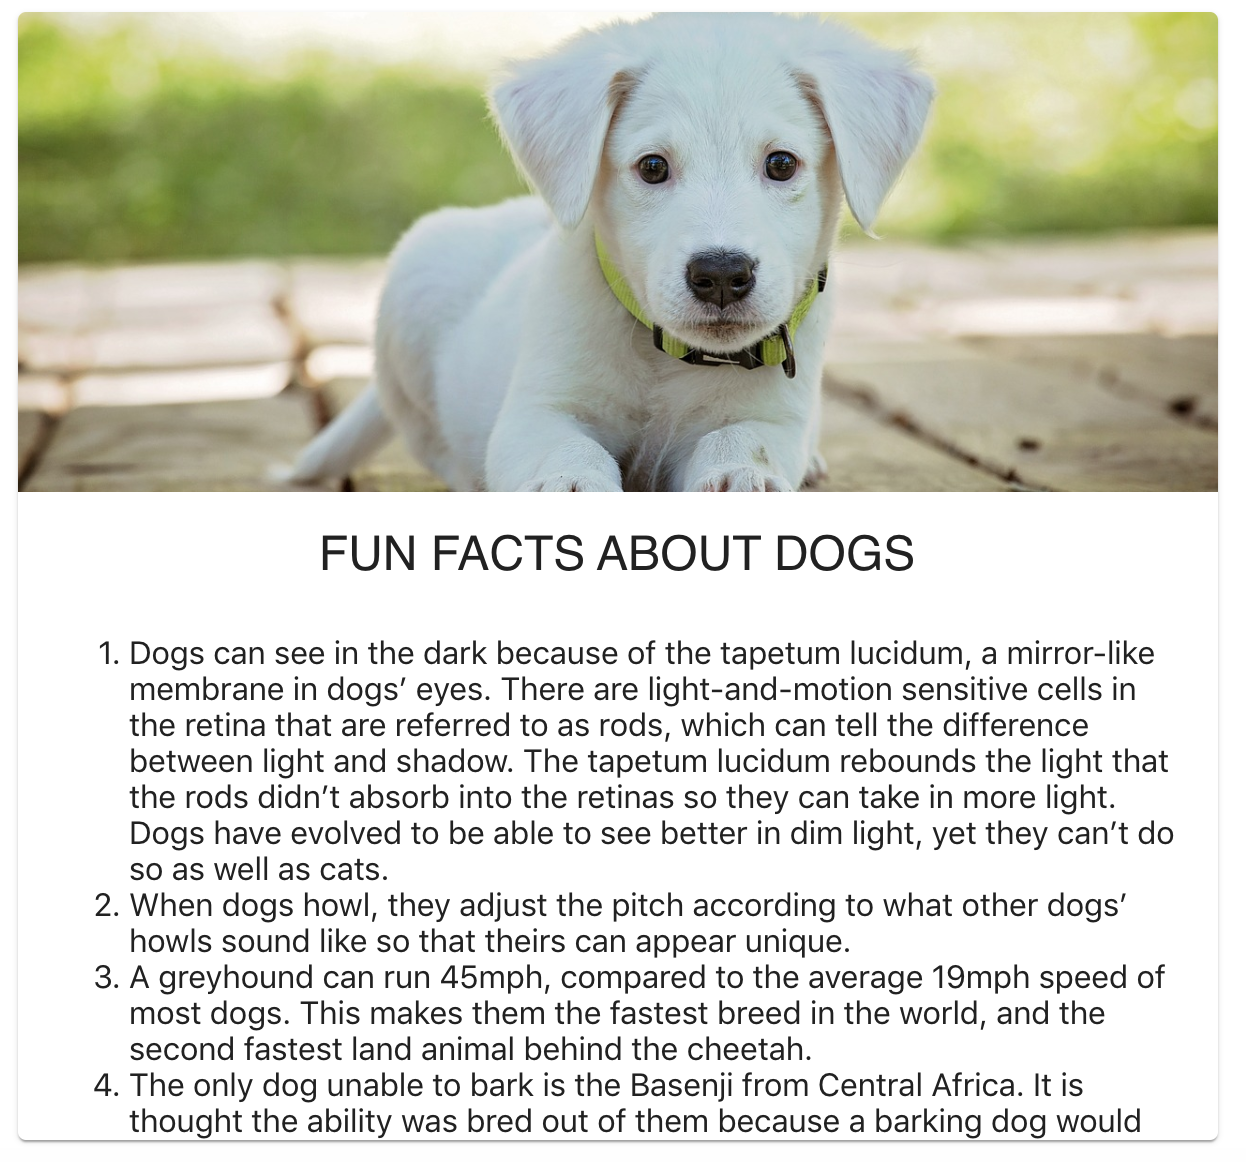 FUN FACTS ABOUT DOGS
1. Dogs can see in the dark because of the tapetum lucidum, a mirror-like
membrane in dogs’ eyes. There are light-and-motion sensitive cells in
the retina that are referred to as rods, which can tell the difference
between light and shadow. The tapetum lucidum rebounds the light that
the rods didn’t absorb into the retinas so they can take in more light.
Dogs have evolved to be able to see better in dim light, yet they can’t do
so as well as cats.
2. When dogs howl, they adjust the pitch according to what other dogs’
howls sound like so that theirs can appear unique.
3. A greyhound can run 45mph, compared to the average 19mph speed of
most dogs. This makes them the fastest breed in the world, and the
second fastest land animal behind the cheetah.
4. The only dog unable to bark is the Basenji from Central Africa. It is
thought the ability was bred out of them because a barking dog would